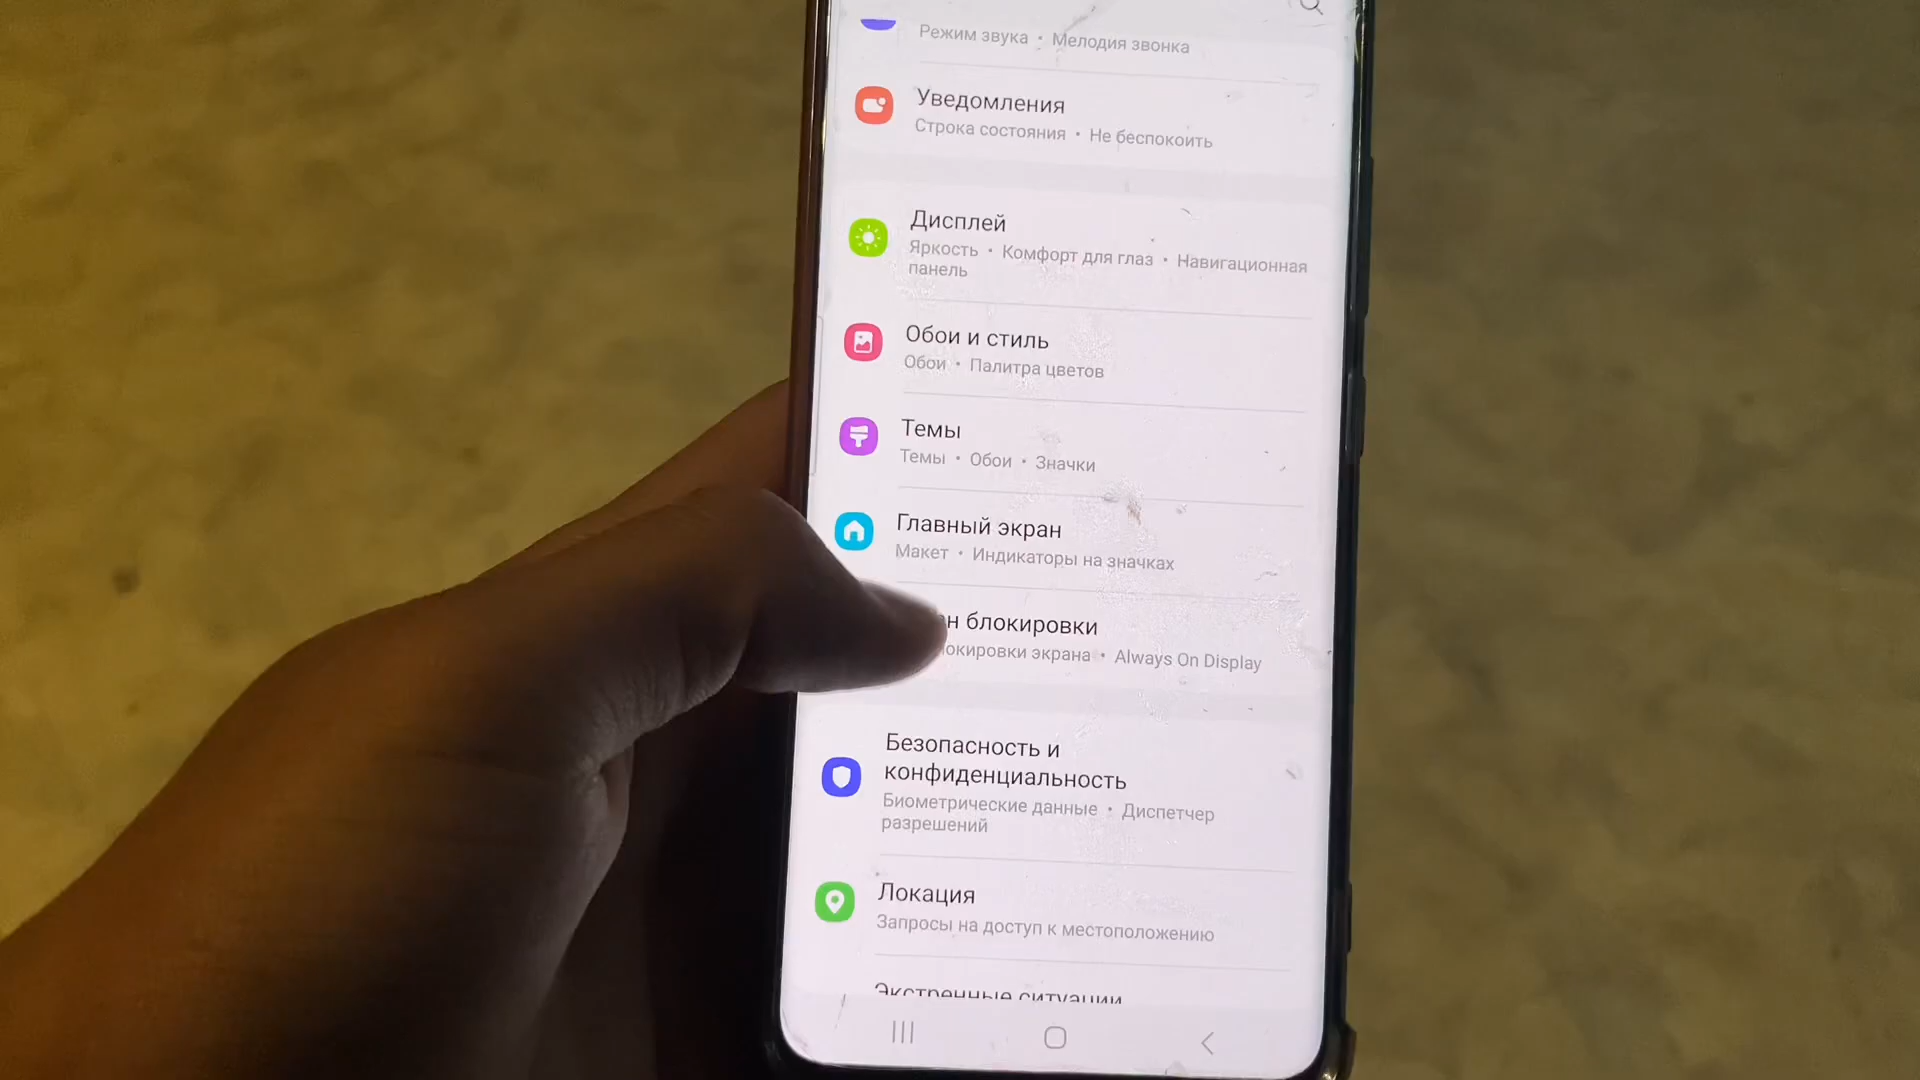 Режим звука • Мелодия звонка
Уведомления
Строка состояния • Не беспокоить
Дисплей
Яркость • Комфорт для глаз • Навигационная
панель
Обои и стиль
Обои • Палитра цветов
Темы
Темы • Обои • Значки
Главный экран
Макет • Индикаторы на значках
блокировки
экрана • Always On Display
Безопасность и
конфиденциальность
Биометрические данные • Диспетчер
разрешений
Локация
Запросы на доступ к местоположению
Экстренные ситуации